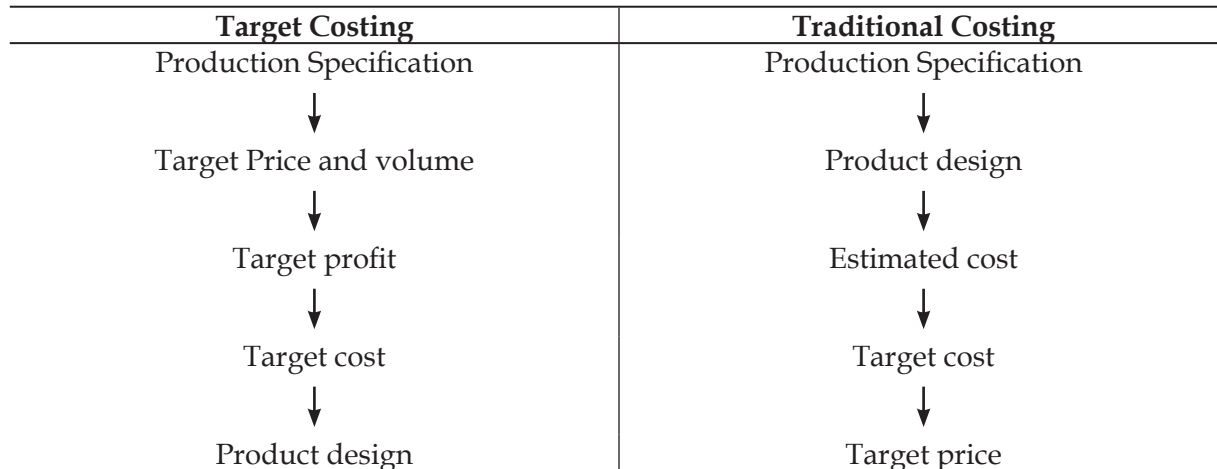 Target Costing Traditional Costing
Production Specification Production Specification
Target Price and volume Product design
Target profit Estimated cost
Target cost Target cost
Product design Target price